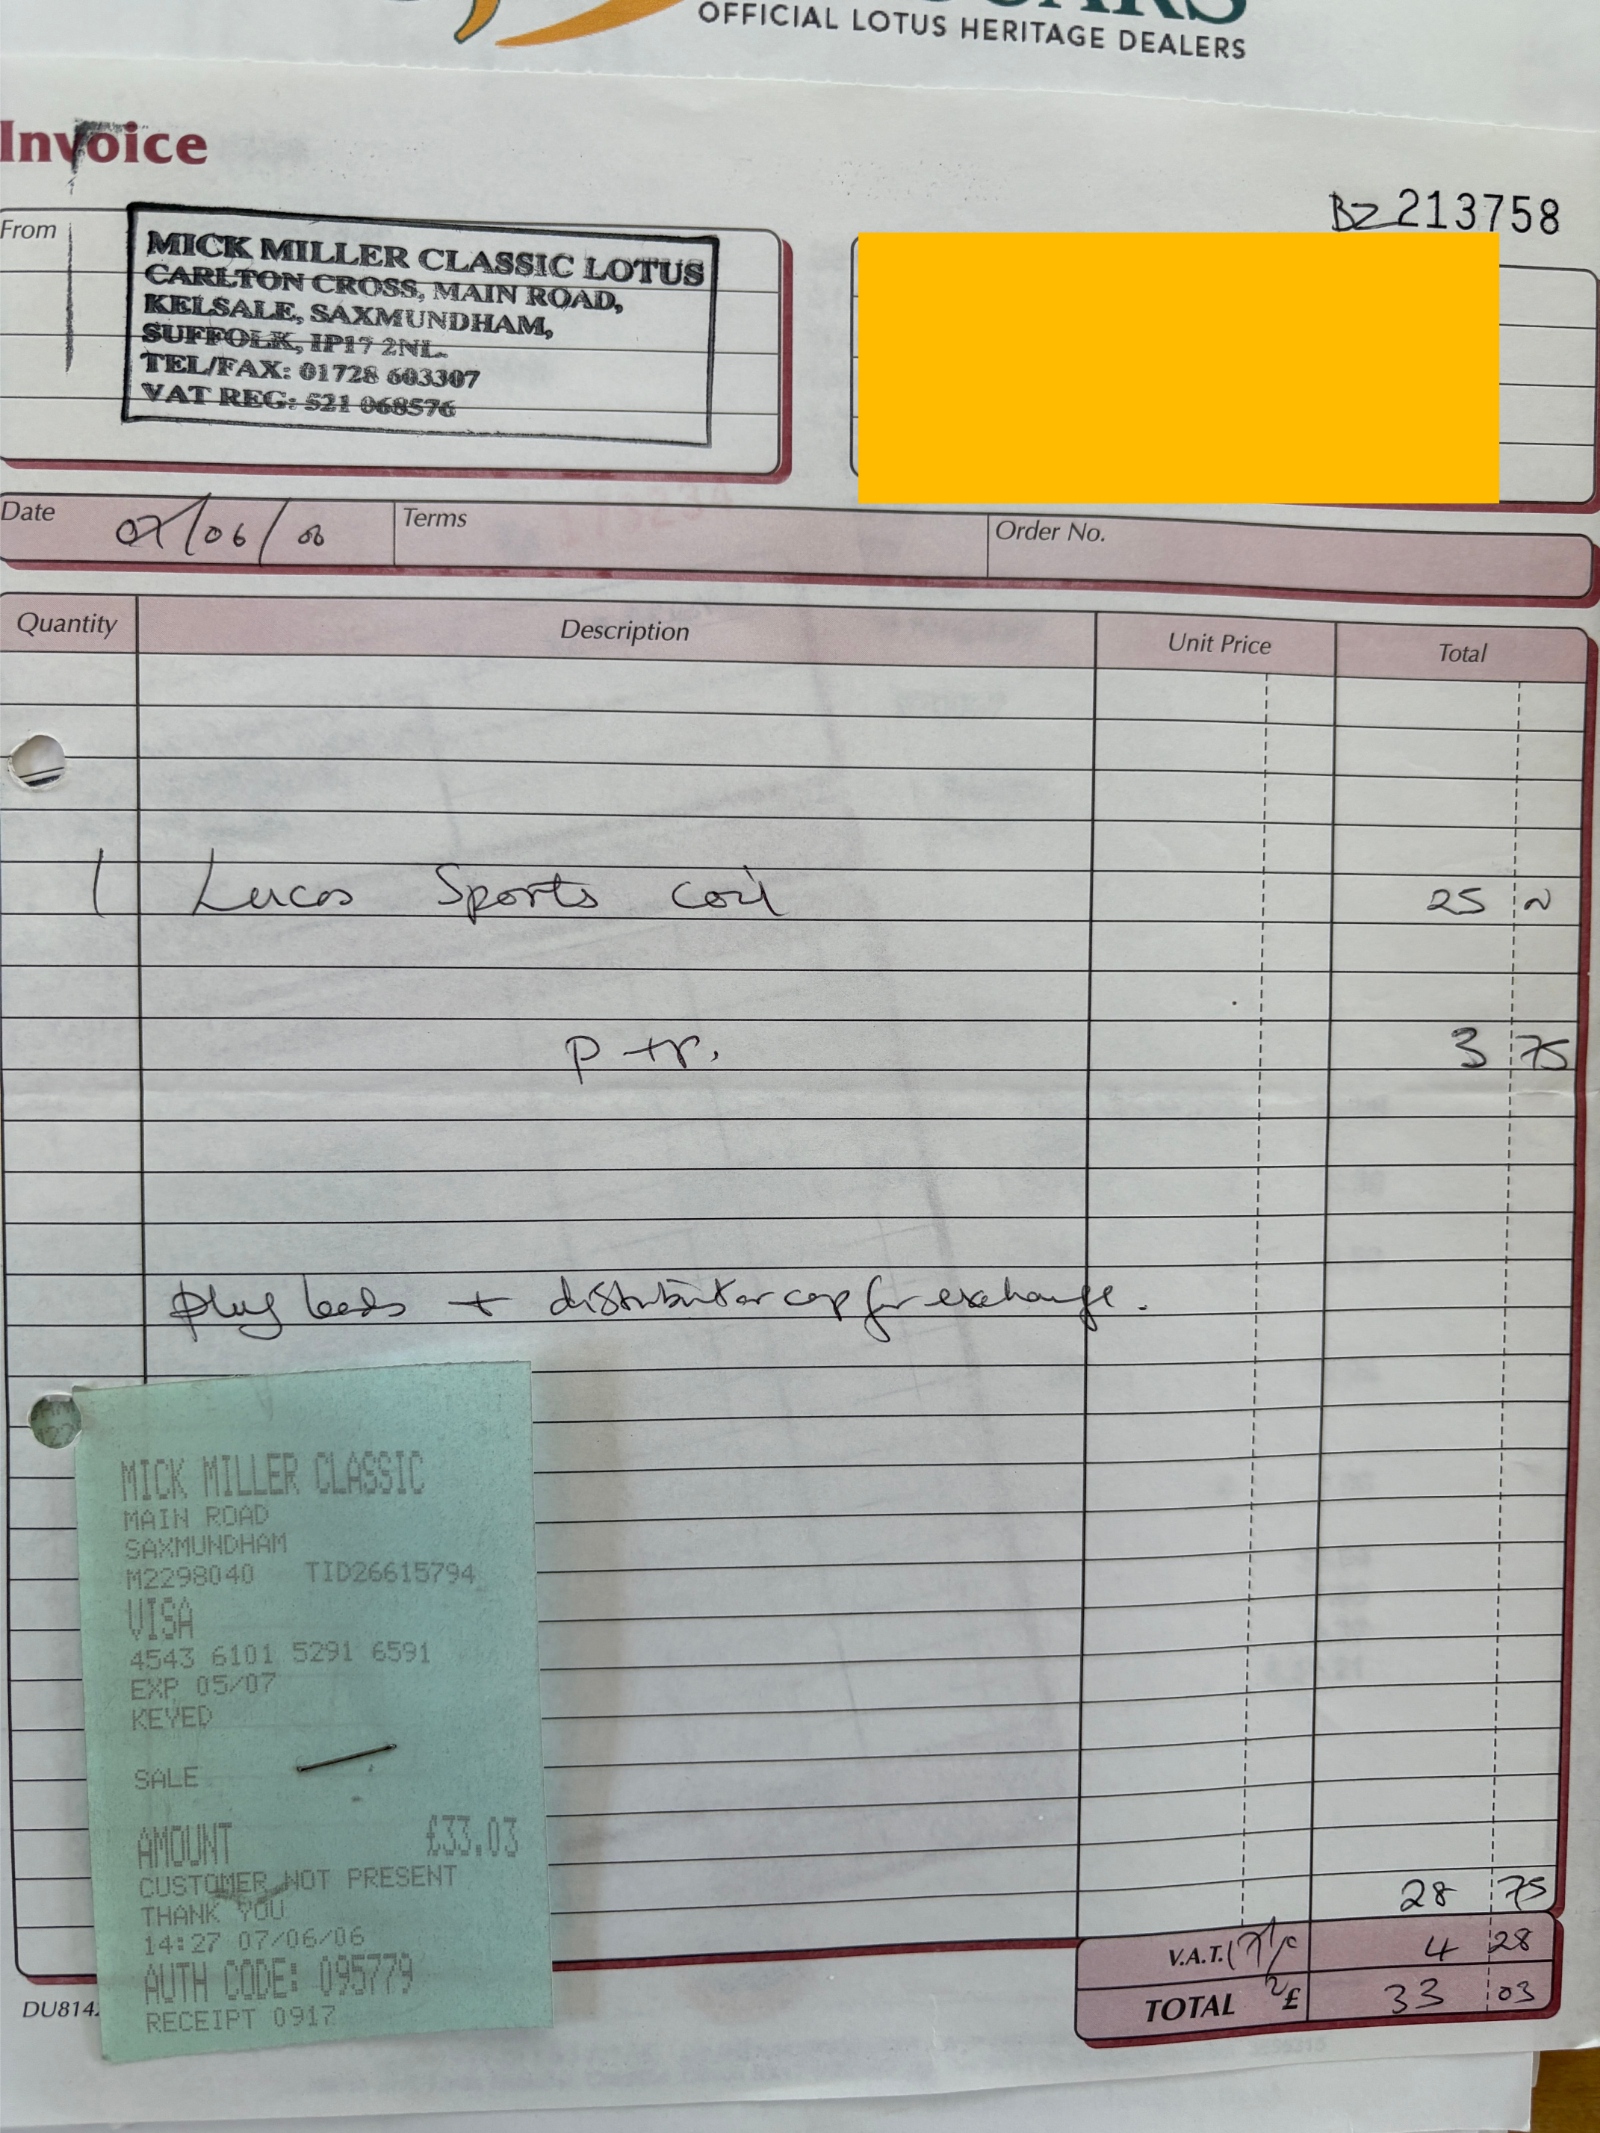 CARS
OFFICIAL LOTUS HERITAGE DEALERS
Invoice
BZ 213758
From
MICK MILLER CLASSIC LOTUS
CARLTON CROSS, MAIN ROAD,
KELSALE, SAXMUNDHAM,
SUFFOLK, IP17 2NL.
TEL/FAX: 01728 603307
VAT REG: 521 068576
Date 07/06/06 Terms Order No.
Quantity Description Unit Price Total
1 Lucas Sports coil 25 ~
P + P. 3 75
plug leads + distributor cap for exchange.
MICK MILLER CLASSIC
MAIN ROAD
SAXMUNDHAM
M2298040 TID26615794
VISA
4543 6101 5291 6591
EXP 05/07
KEYED
SALE
AMOUNT £33.03
CUSTOMER NOT PRESENT
THANK YOU
14:27 07/06/06
AUTH CODE: 095779
RECEIPT 0917
28 75
V.A.T. 17 1/2 % 4 28
TOTAL £ 33 03
DU814